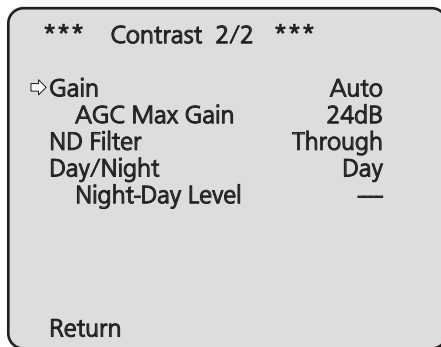 *** Contrast 2/2 ***
⇨Gain Auto
AGC Max Gain 24dB
ND Filter Through
Day/Night Day
Night-Day Level ––
Return